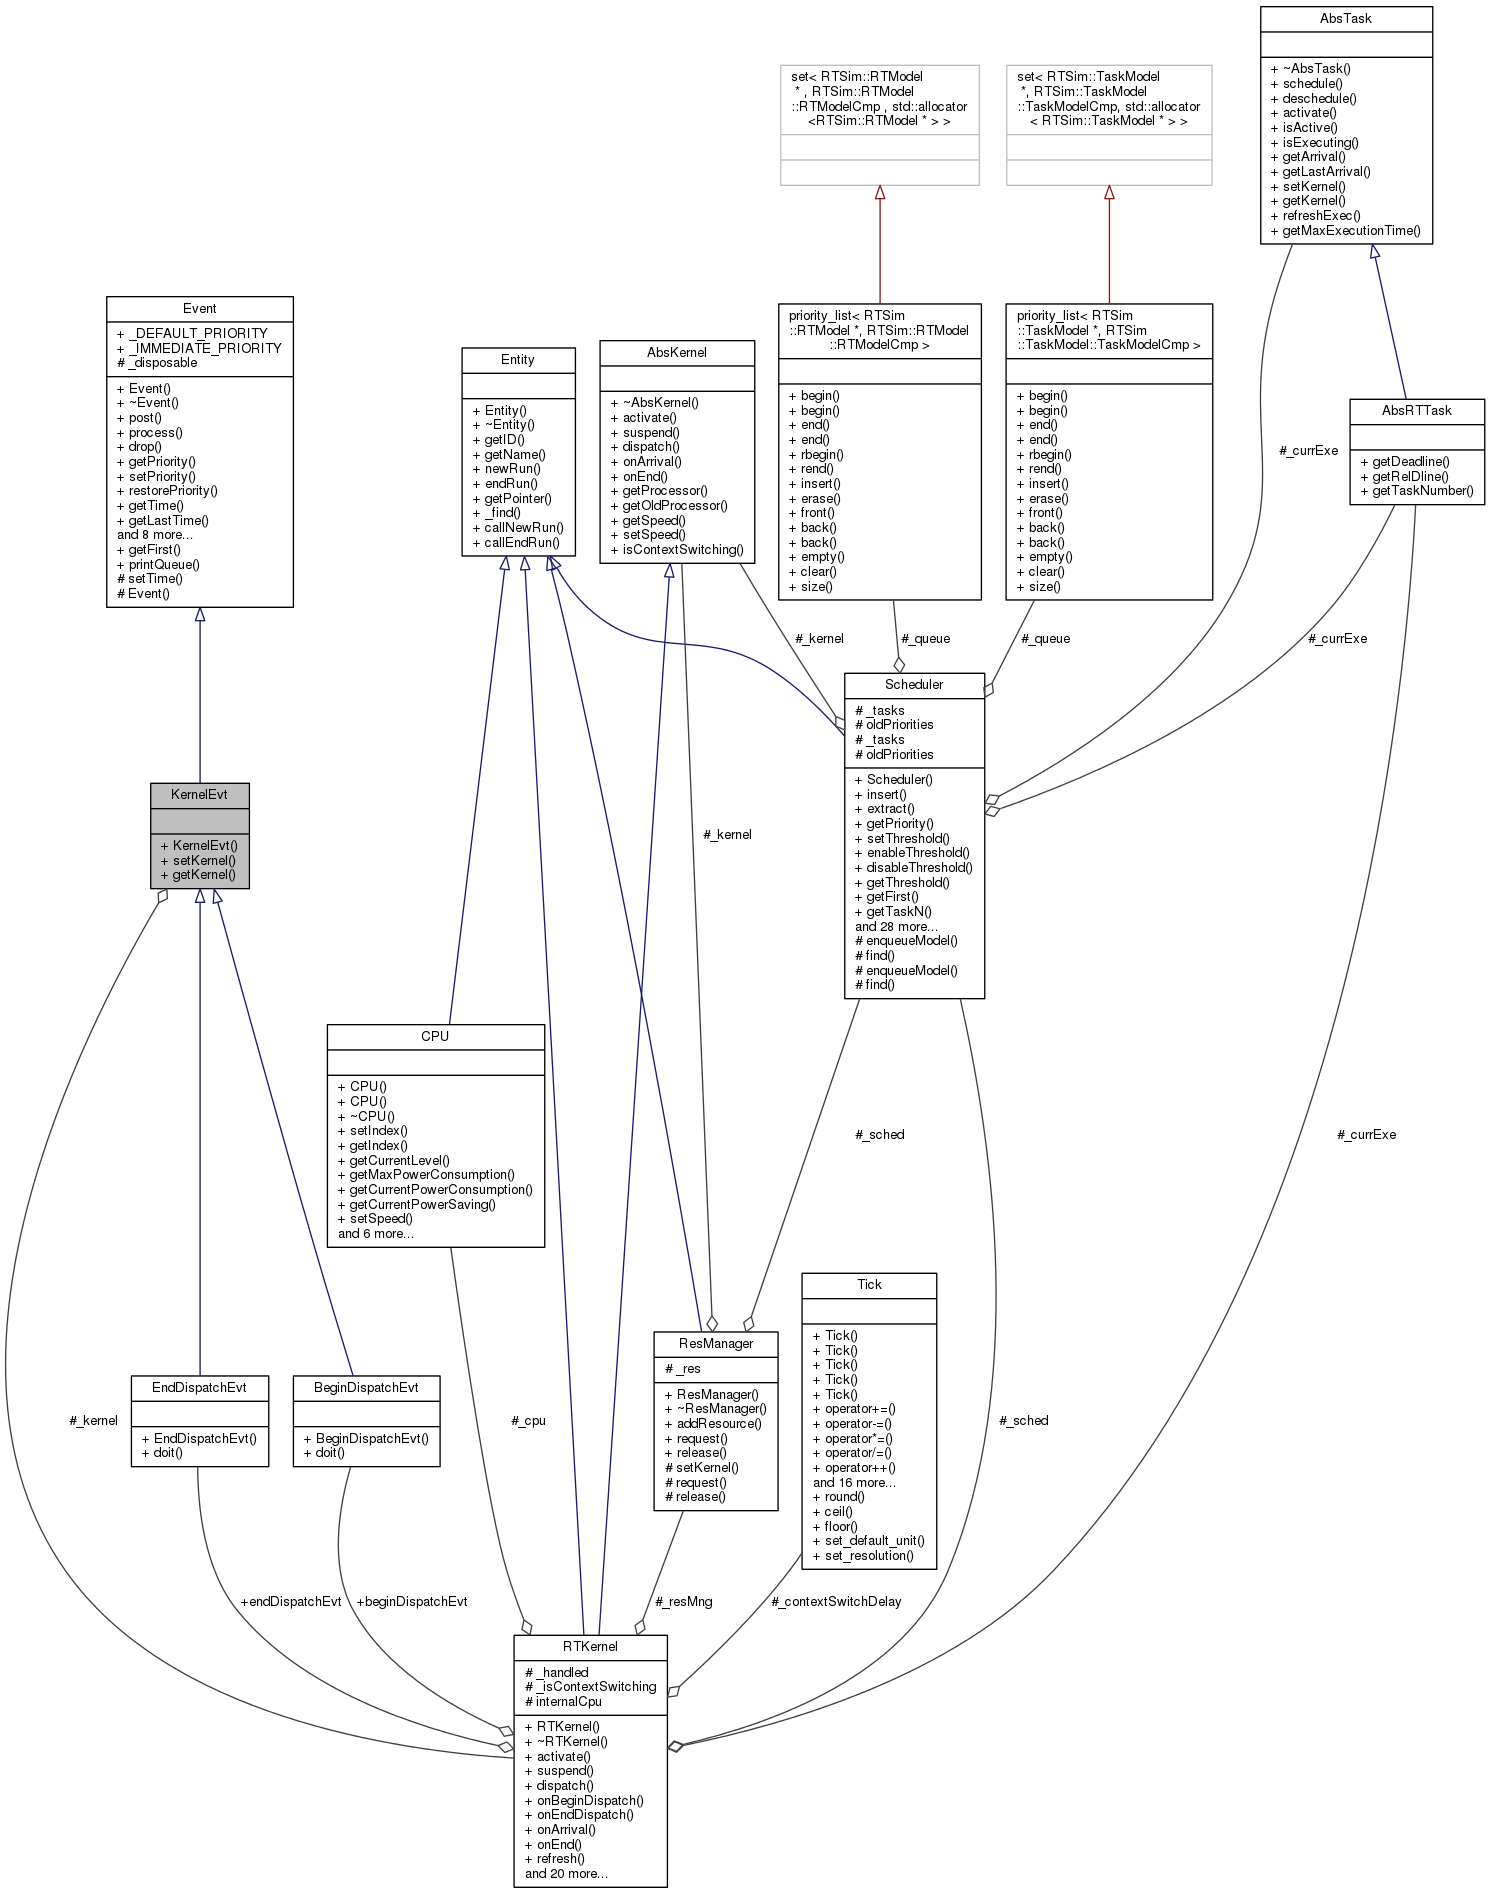 AbsTask
+ ~AbsTask()
+ schedule()
+ deschedule()
+ activate()
+ isActive()
+ isExecuting()
+ getArrival()
+ getLastArrival()
+ setKernel()
+ getKernel()
+ refreshExec()
+ getMaxExecutionTime()
set< RTSim::RTModel
* , RTSim::RTModel
::RTModelCmp , std::allocator
<RTSim::RTModel * > >
set< RTSim::TaskModel
*, RTSim::TaskModel
::TaskModelCmp, std::allocator
< RTSim::TaskModel * > >
Event
+ _DEFAULT_PRIORITY
+ _IMMEDIATE_PRIORITY
# _disposable
+ Event()
+ ~Event()
+ post()
+ process()
+ drop()
+ getPriority()
+ setPriority()
+ restorePriority()
+ getTime()
+ getLastTime()
and 8 more...
+ getFirst()
+ printQueue()
# setTime()
# Event()
Entity
+ Entity()
+ ~Entity()
+ getID()
+ getName()
+ newRun()
+ endRun()
+ getPointer()
+ _find()
+ callNewRun()
+ callEndRun()
AbsKernel
+ ~AbsKernel()
+ activate()
+ suspend()
+ dispatch()
+ onArrival()
+ onEnd()
+ getProcessor()
+ getOldProcessor()
+ getSpeed()
+ setSpeed()
+ isContextSwitching()
priority_list< RTSim
::RTModel *, RTSim::RTModel
::RTModelCmp >
+ begin()
+ begin()
+ end()
+ end()
+ rbegin()
+ rend()
+ insert()
+ erase()
+ front()
+ back()
+ back()
+ empty()
+ clear()
+ size()
priority_list< RTSim
::TaskModel *, RTSim
::TaskModel::TaskModelCmp >
+ begin()
+ begin()
+ end()
+ end()
+ rbegin()
+ rend()
+ insert()
+ erase()
+ front()
+ back()
+ back()
+ empty()
+ clear()
+ size()
AbsRTTask
+ getDeadline()
+ getRelDline()
+ getTaskNumber()
#_currExe
#_kernel
#_queue
#_queue
#_currExe
Scheduler
# _tasks
# oldPriorities
# _tasks
# oldPriorities
+ Scheduler()
+ insert()
+ extract()
+ getPriority()
+ setThreshold()
+ enableThreshold()
+ disableThreshold()
+ getThreshold()
+ getFirst()
+ getTaskN()
and 28 more...
# enqueueModel()
# find()
# enqueueModel()
# find()
KernelEvt
+ KernelEvt()
+ setKernel()
+ getKernel()
#_kernel
CPU
+ CPU()
+ CPU()
+ ~CPU()
+ setIndex()
+ getIndex()
+ getCurrentLevel()
+ getMaxPowerConsumption()
+ getCurrentPowerConsumption()
+ getCurrentPowerSaving()
+ setSpeed()
and 6 more...
#_sched
#_currExe
Tick
+ Tick()
+ Tick()
+ Tick()
+ Tick()
+ Tick()
+ operator+=()
+ operator-=()
+ operator*=()
+ operator/=()
+ operator++()
and 16 more...
+ round()
+ ceil()
+ floor()
+ set_default_unit()
+ set_resolution()
ResManager
# _res
+ ResManager()
+ ~ResManager()
+ addResource()
+ request()
+ release()
# setKernel()
# request()
# release()
EndDispatchEvt
+ EndDispatchEvt()
+ doit()
BeginDispatchEvt
+ BeginDispatchEvt()
+ doit()
#_kernel
#_cpu
#_sched
+endDispatchEvt
+beginDispatchEvt
#_resMng
#_contextSwitchDelay
RTKernel
# _handled
# _isContextSwitching
# internalCpu
+ RTKernel()
+ ~RTKernel()
+ activate()
+ suspend()
+ dispatch()
+ onBeginDispatch()
+ onEndDispatch()
+ onArrival()
+ onEnd()
+ refresh()
and 20 more...